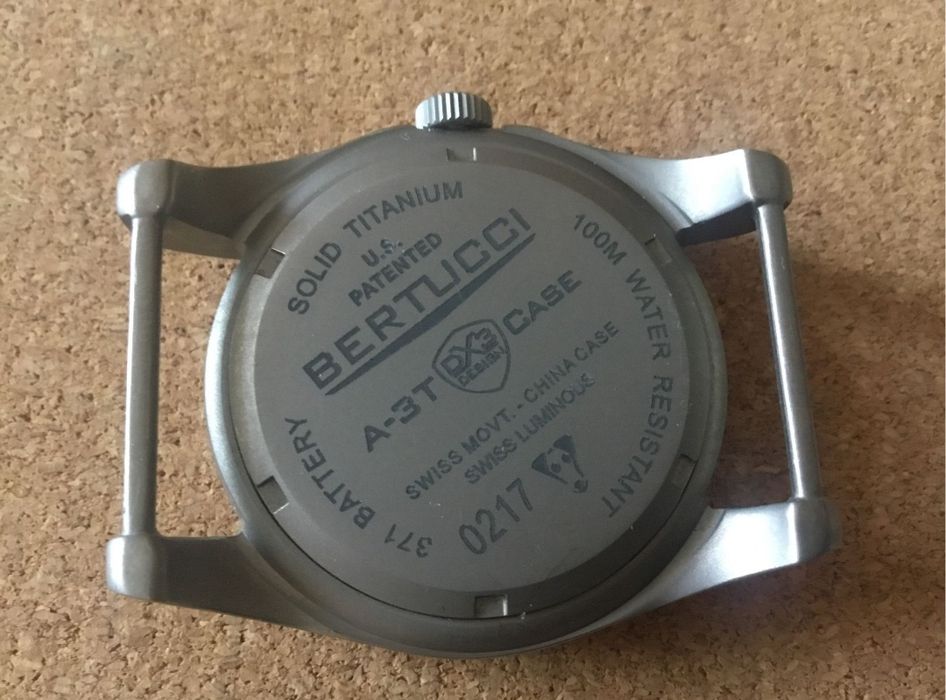 SOLID TITANIUM
U.S.
PATENTED
BERTUCCI
A-3T DX3 DESIGN CASE
SWISS MOVT. - CHINA CASE
SWISS LUMINOUS
0217
371 BATTERY
100M WATER RESISTANT